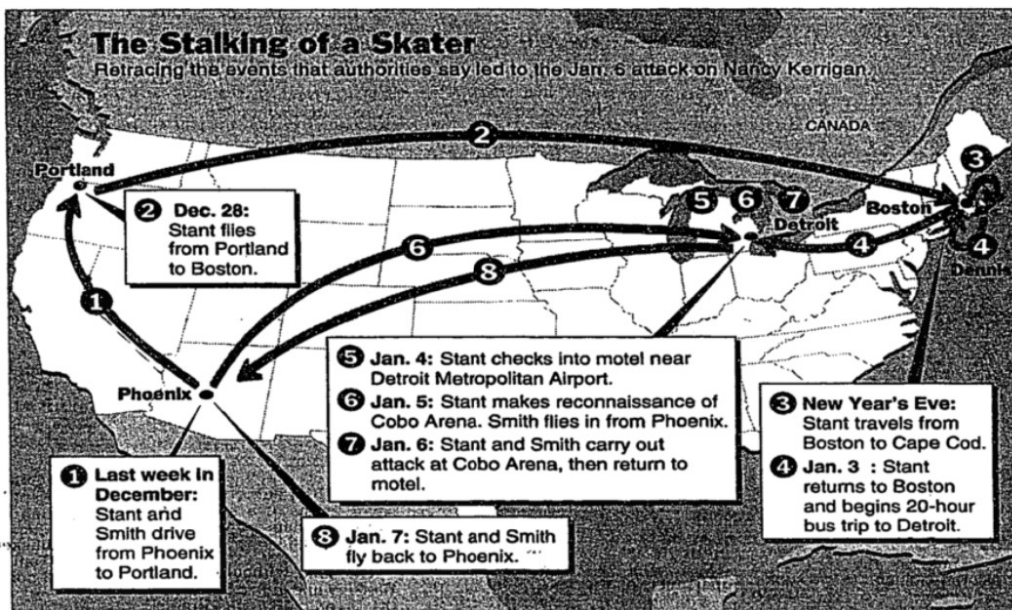 The Stalking of a Skater
Retracing the events that authorities say led to the Jan. 6 attack on Nancy Kerrigan.
CANADA
2
3
Portland
5 6 7
Boston
Detroit
2 Dec. 28:
Stant flies
from Portland
to Boston.
6
4
4
Dennis
8
1
Phoenix
5 Jan. 4: Stant checks into motel near
Detroit Metropolitan Airport.
6 Jan. 5: Stant makes reconnaissance of
Cobo Arena. Smith flies in from Phoenix.
7 Jan. 6: Stant and Smith carry out
attack at Cobo Arena, then return to
motel.
3 New Year's Eve:
Stant travels from
Boston to Cape Cod.
4 Jan. 3 : Stant
returns to Boston
and begins 20-hour
bus trip to Detroit.
1 Last week in
December:
Stant and
Smith drive
from Phoenix
to Portland.
8 Jan. 7: Stant and Smith
fly back to Phoenix.